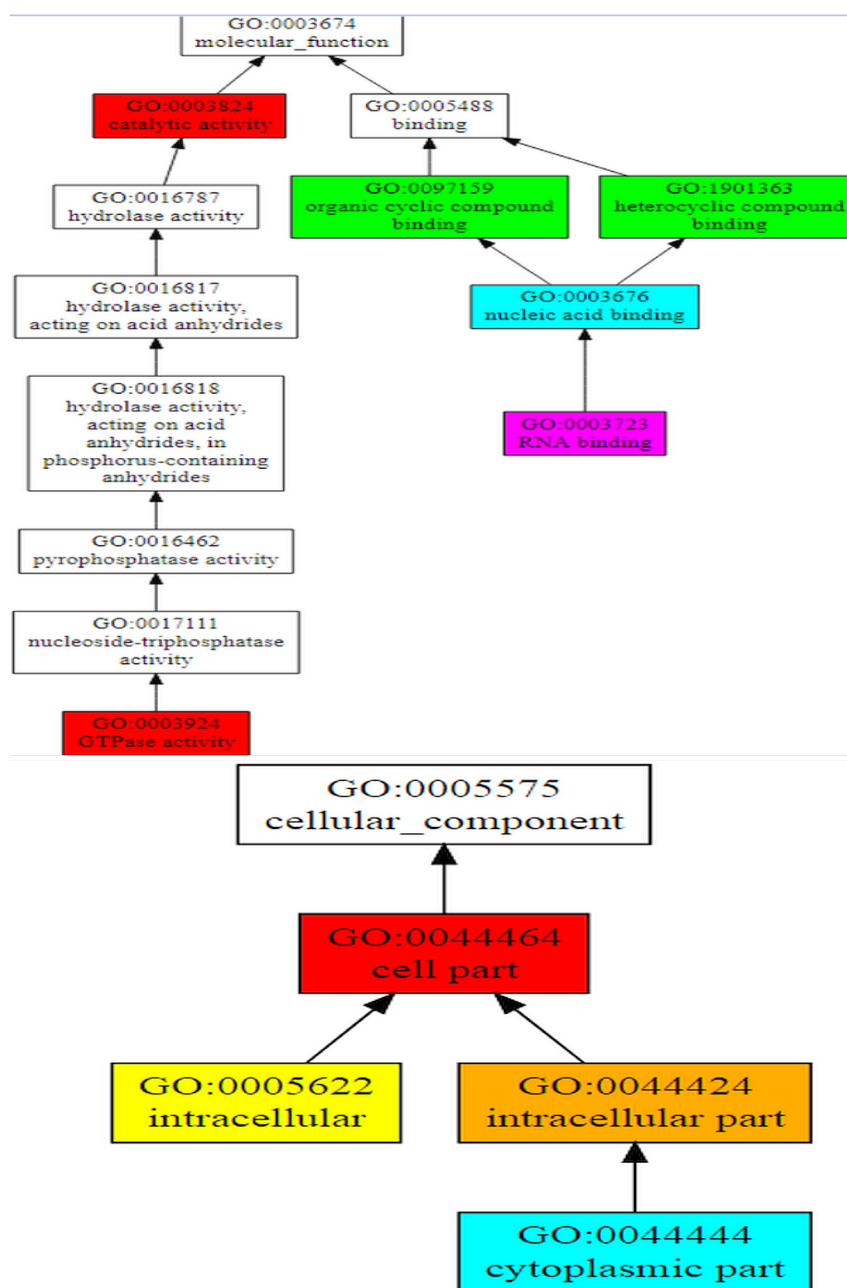 GO:0003674
molecular_function
GO:0003824
catalytic activity
GO:0005488
binding
GO:0016787
hydrolase activity
GO:0097159
organic cyclic compound
binding
GO:1901363
heterocyclic compound
binding
GO:0016817
hydrolase activity,
acting on acid anhydrides
GO:0003676
nucleic acid binding
GO:0016818
hydrolase activity,
acting on acid
anhydrides, in
phosphorus-containing
anhydrides
GO:0003723
RNA binding
GO:0016462
pyrophosphatase activity
GO:0017111
nucleoside-triphosphatase
activity
GO:0003924
GTPase activity
GO:0005575
cellular_component
GO:0044464
cell part
GO:0005622
intracellular
GO:0044424
intracellular part
GO:0044444
cytoplasmic part